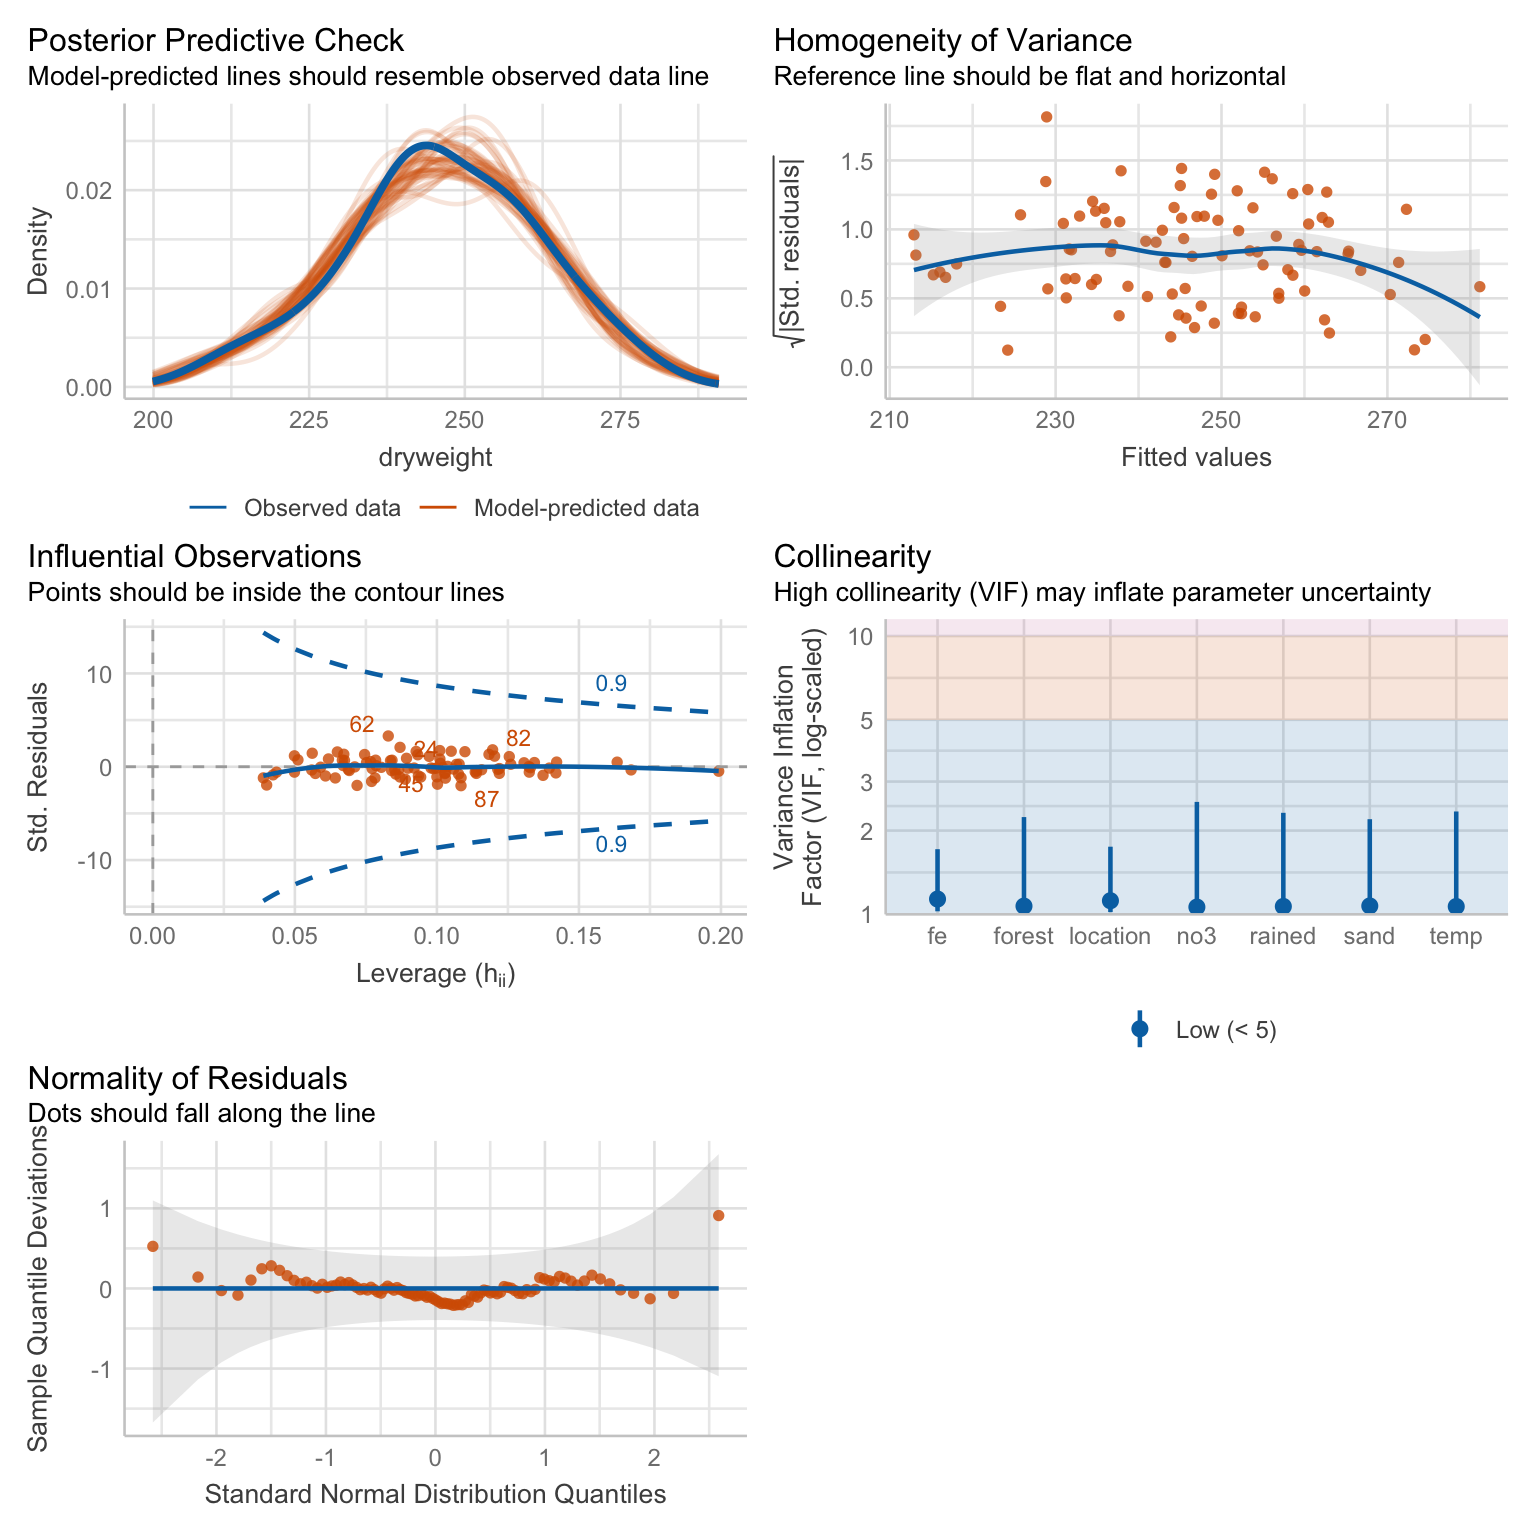 Posterior Predictive Check
Model-predicted lines should resemble observed data line
Density
0.02
0.01
0.00
200 225 250 275
dryweight
Observed data Model-predicted data
Homogeneity of Variance
Reference line should be flat and horizontal
√|Std. residuals|
1.5
1.0
0.5
0.0
210 230 250 270
Fitted values
Influential Observations
Points should be inside the contour lines
Std. Residuals
10
0
-10
0.9
62
24
82
45
87
0.9
0.00 0.05 0.10 0.15 0.20
Leverage (hii)
Collinearity
High collinearity (VIF) may inflate parameter uncertainty
Variance Inflation
Factor (VIF, log-scaled)
10
5
3
2
1
fe forest location no3 rained sand temp
Low (< 5)
Normality of Residuals
Dots should fall along the line
Sample Quantile Deviations
1
0
-1
-2 -1 0 1 2
Standard Normal Distribution Quantiles